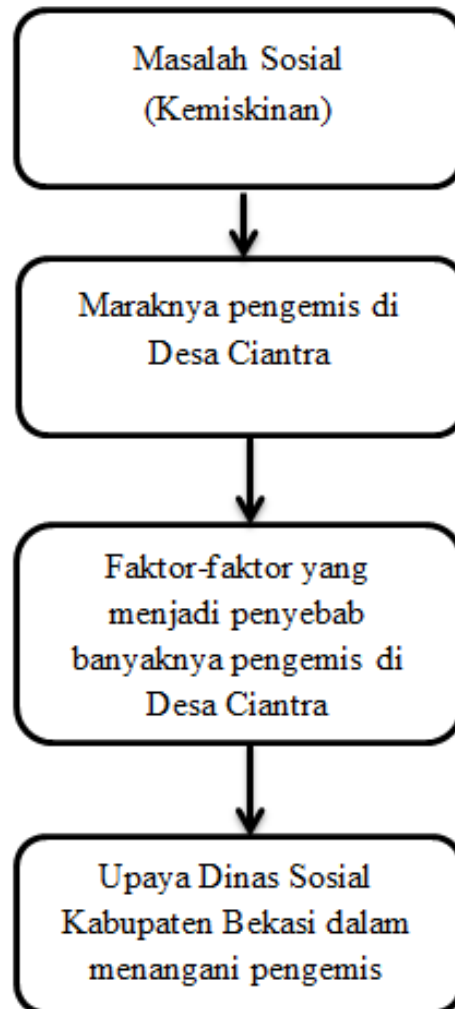 Masalah Sosial
(Kemiskinan)
Maraknya pengemis di
Desa Ciantra
Faktor-faktor yang
menjadi penyebab
banyaknya pengemis di
Desa Ciantra
Upaya Dinas Sosial
Kabupaten Bekasi dalam
menangani pengemis